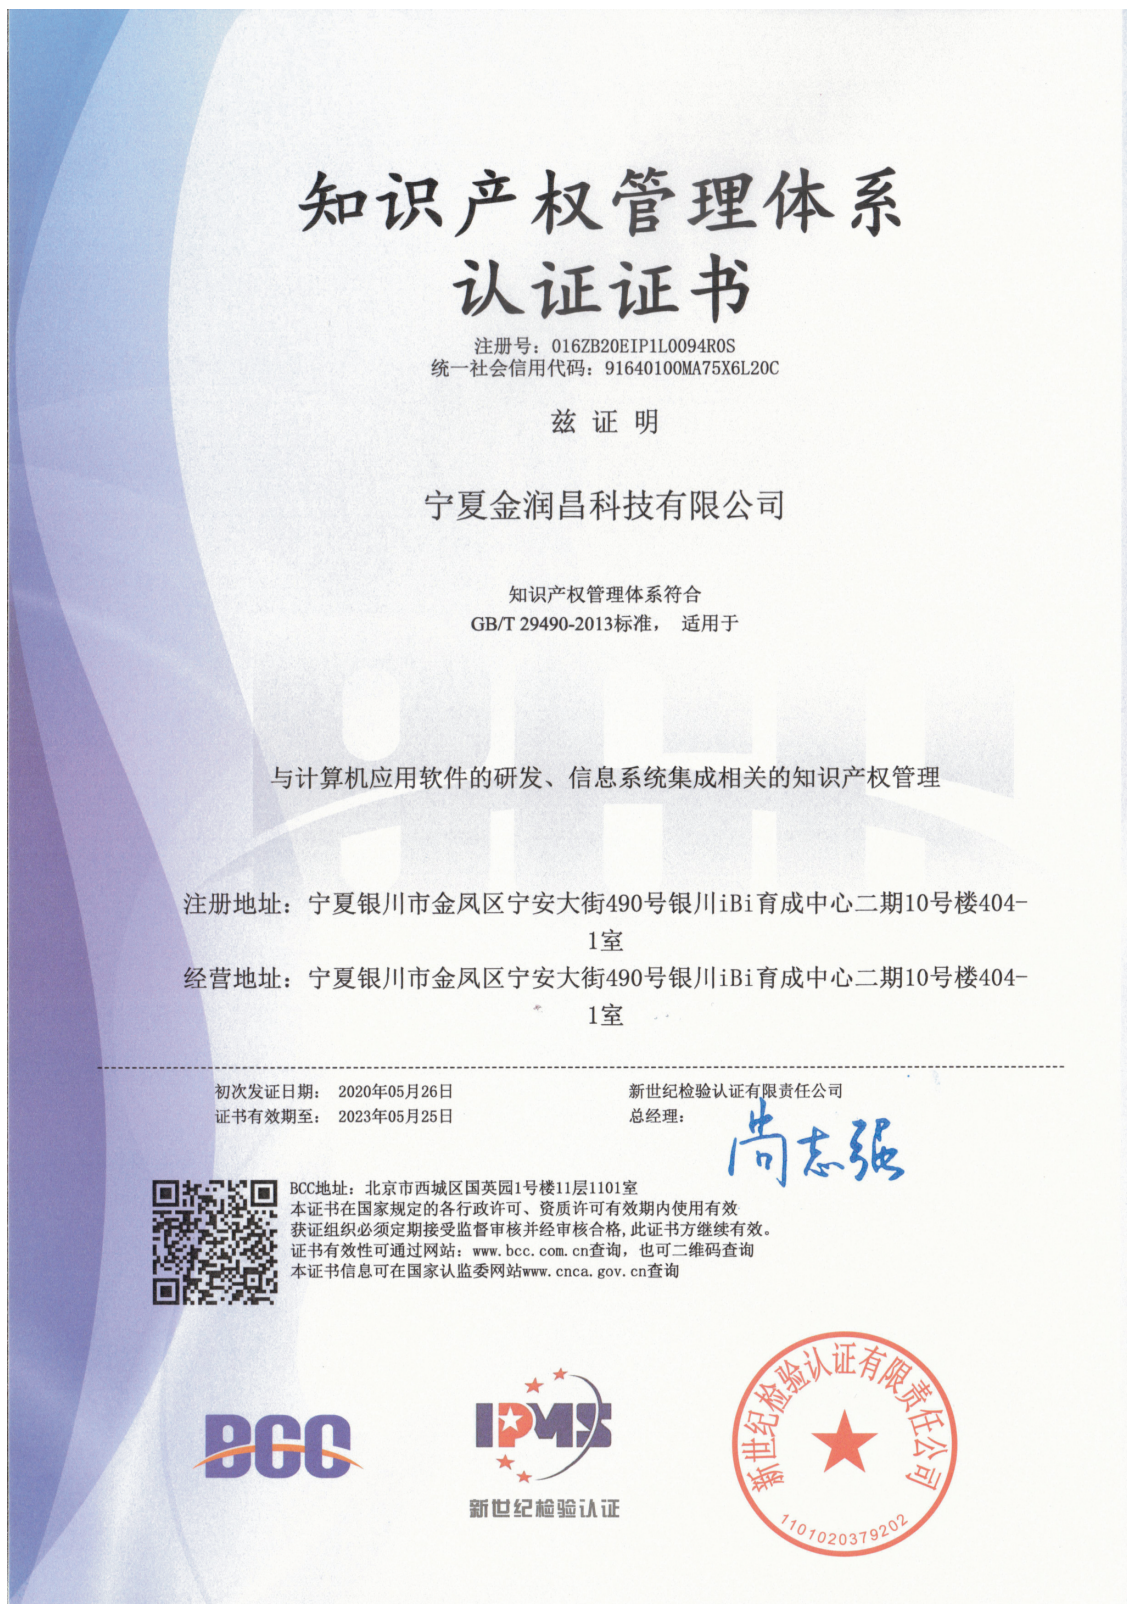 知识产权管理体系
认证证书
注册号：016ZB20EIP1L0094R0S
统一社会信用代码：91640100MA75X6L20C
兹证明
宁夏金润昌科技有限公司
知识产权管理体系符合
GB/T 29490-2013标准， 适用于
与计算机应用软件的研发、信息系统集成相关的知识产权管理
注册地址：宁夏银川市金凤区宁安大街490号银川iBi育成中心二期10号楼404-
1室
经营地址：宁夏银川市金凤区宁安大街490号银川iBi育成中心二期10号楼404-
1室
初次发证日期： 2020年05月26日
证书有效期至： 2023年05月25日
新世纪检验认证有限责任公司
总经理：
尚志强
BCC地址：北京市西城区国英园1号楼11层1101室
本证书在国家规定的各行政许可、资质许可有效期内使用有效
获证组织必须定期接受监督审核并经审核合格,此证书方继续有效。
证书有效性可通过网站：www.bcc.com.cn查询，也可二维码查询
本证书信息可在国家认监委网站www.cnca.gov.cn查询
BCC
IPMS
新世纪检验认证
新世纪检验认证有限责任公司
1101020379202